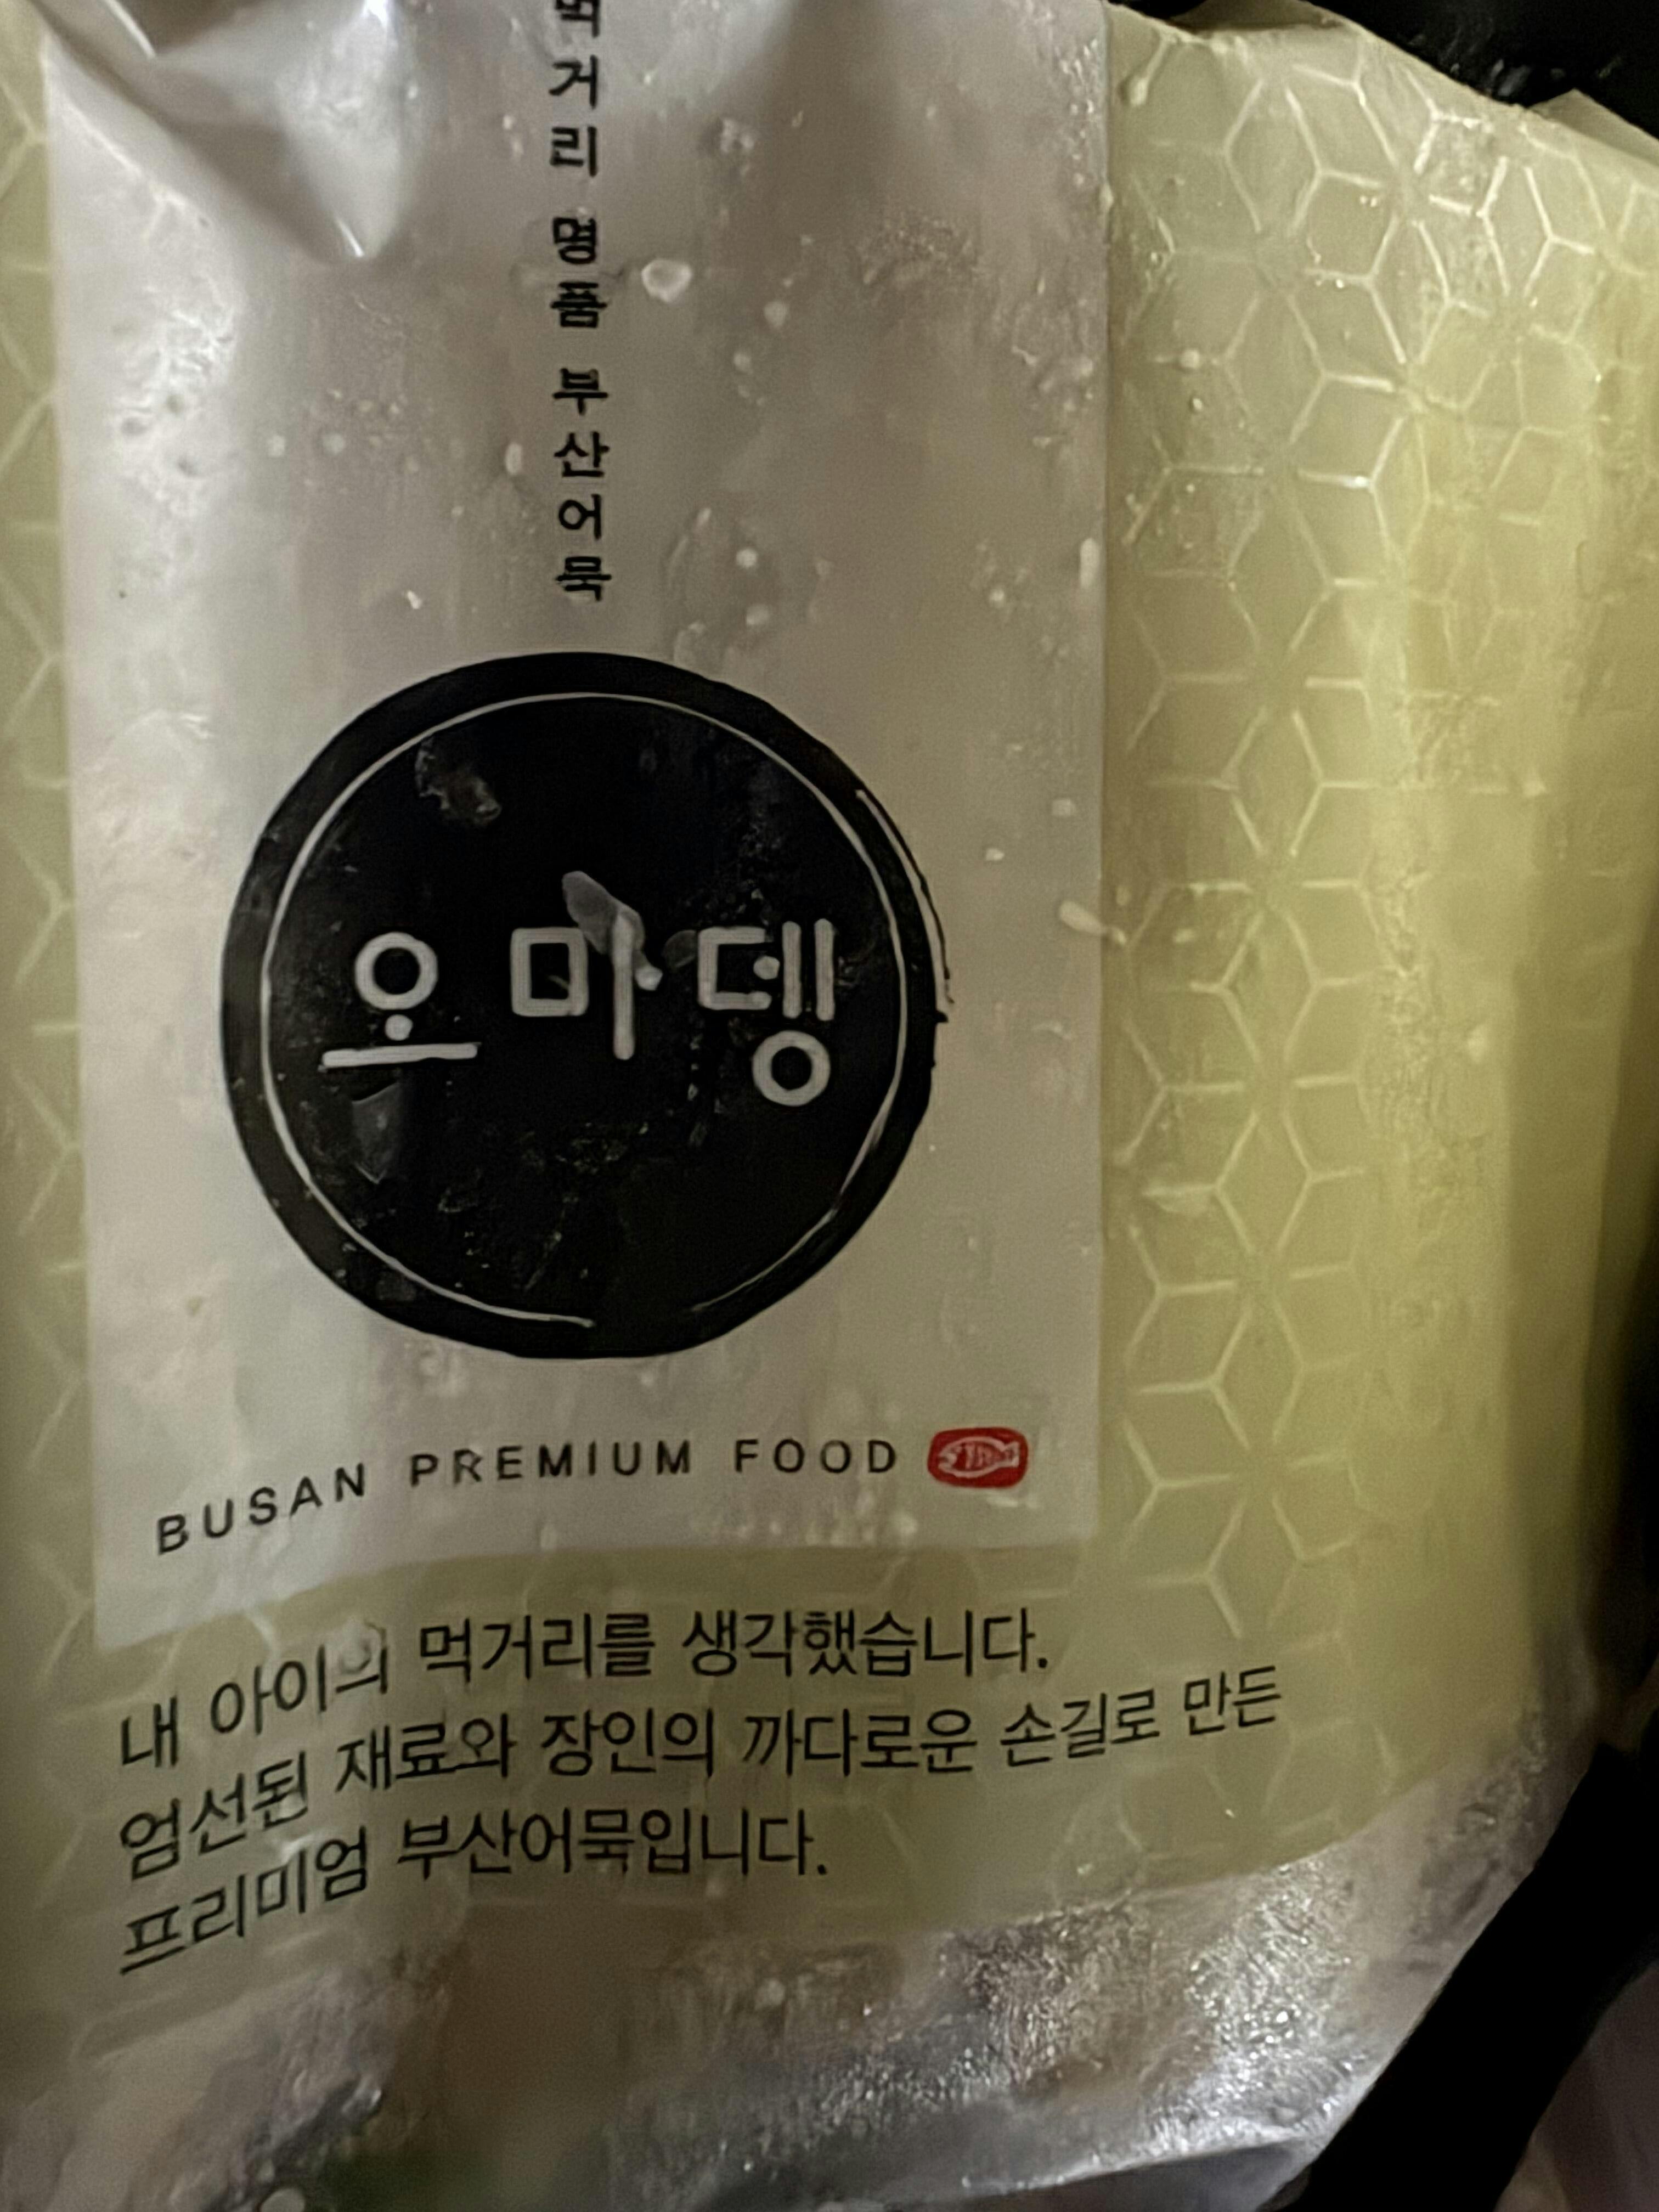 먹거리 명품 부산어묵
오마뎅
BUSAN PREMIUM FOOD
내 아이의 먹거리를 생각했습니다.
엄선된 재료와 장인의 까다로운 손길로 만든
프리미엄 부산어묵입니다.